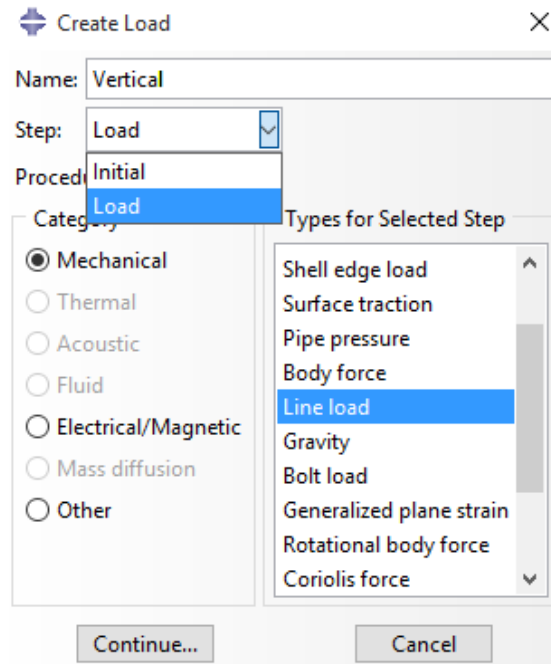 Create Load
Name: Vertical
Step: Load
Initial
Load
Mechanical
Thermal
Acoustic
Fluid
Electrical/Magnetic
Mass diffusion
Other
Types for Selected Step
Shell edge load
Surface traction
Pipe pressure
Body force
Line load
Gravity
Bolt load
Generalized plane strain
Rotational body force
Coriolis force
Continue...
Cancel